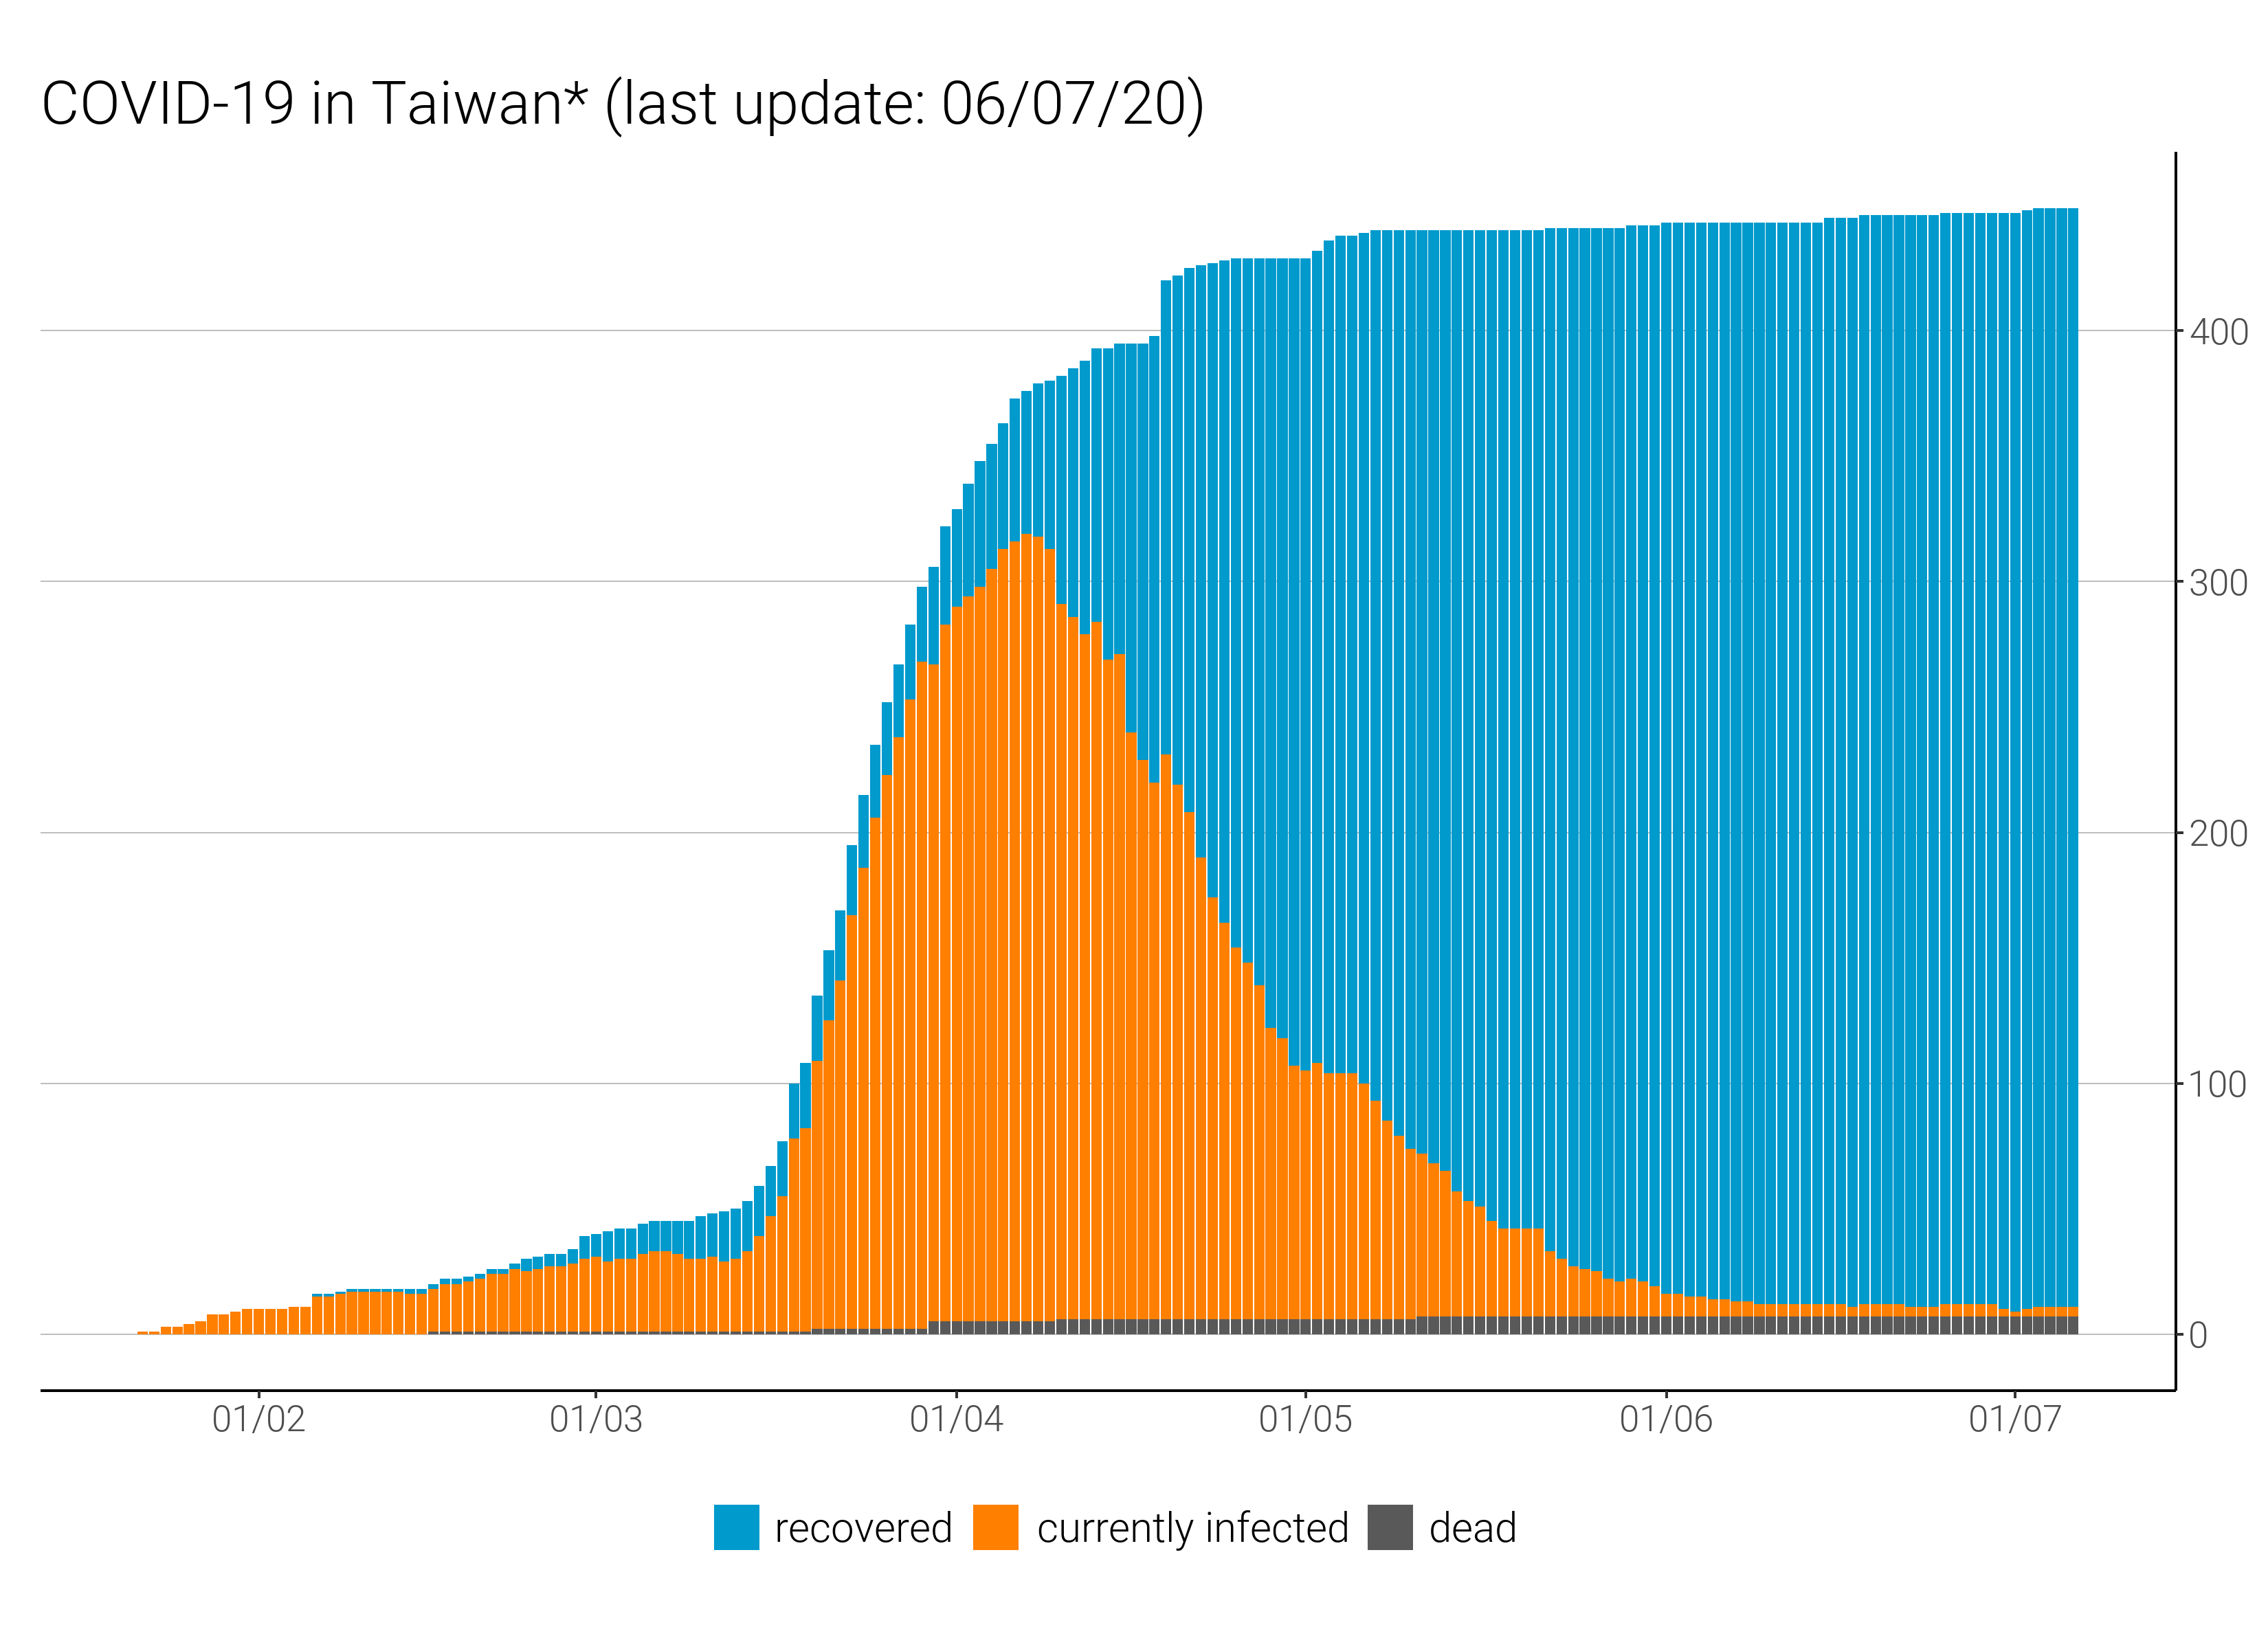 COVID-19 in Taiwan* (last update: 06/07/20)
400
300
200
100
0
01/02 01/03 01/04 01/05 01/06 01/07
recovered currently infected dead